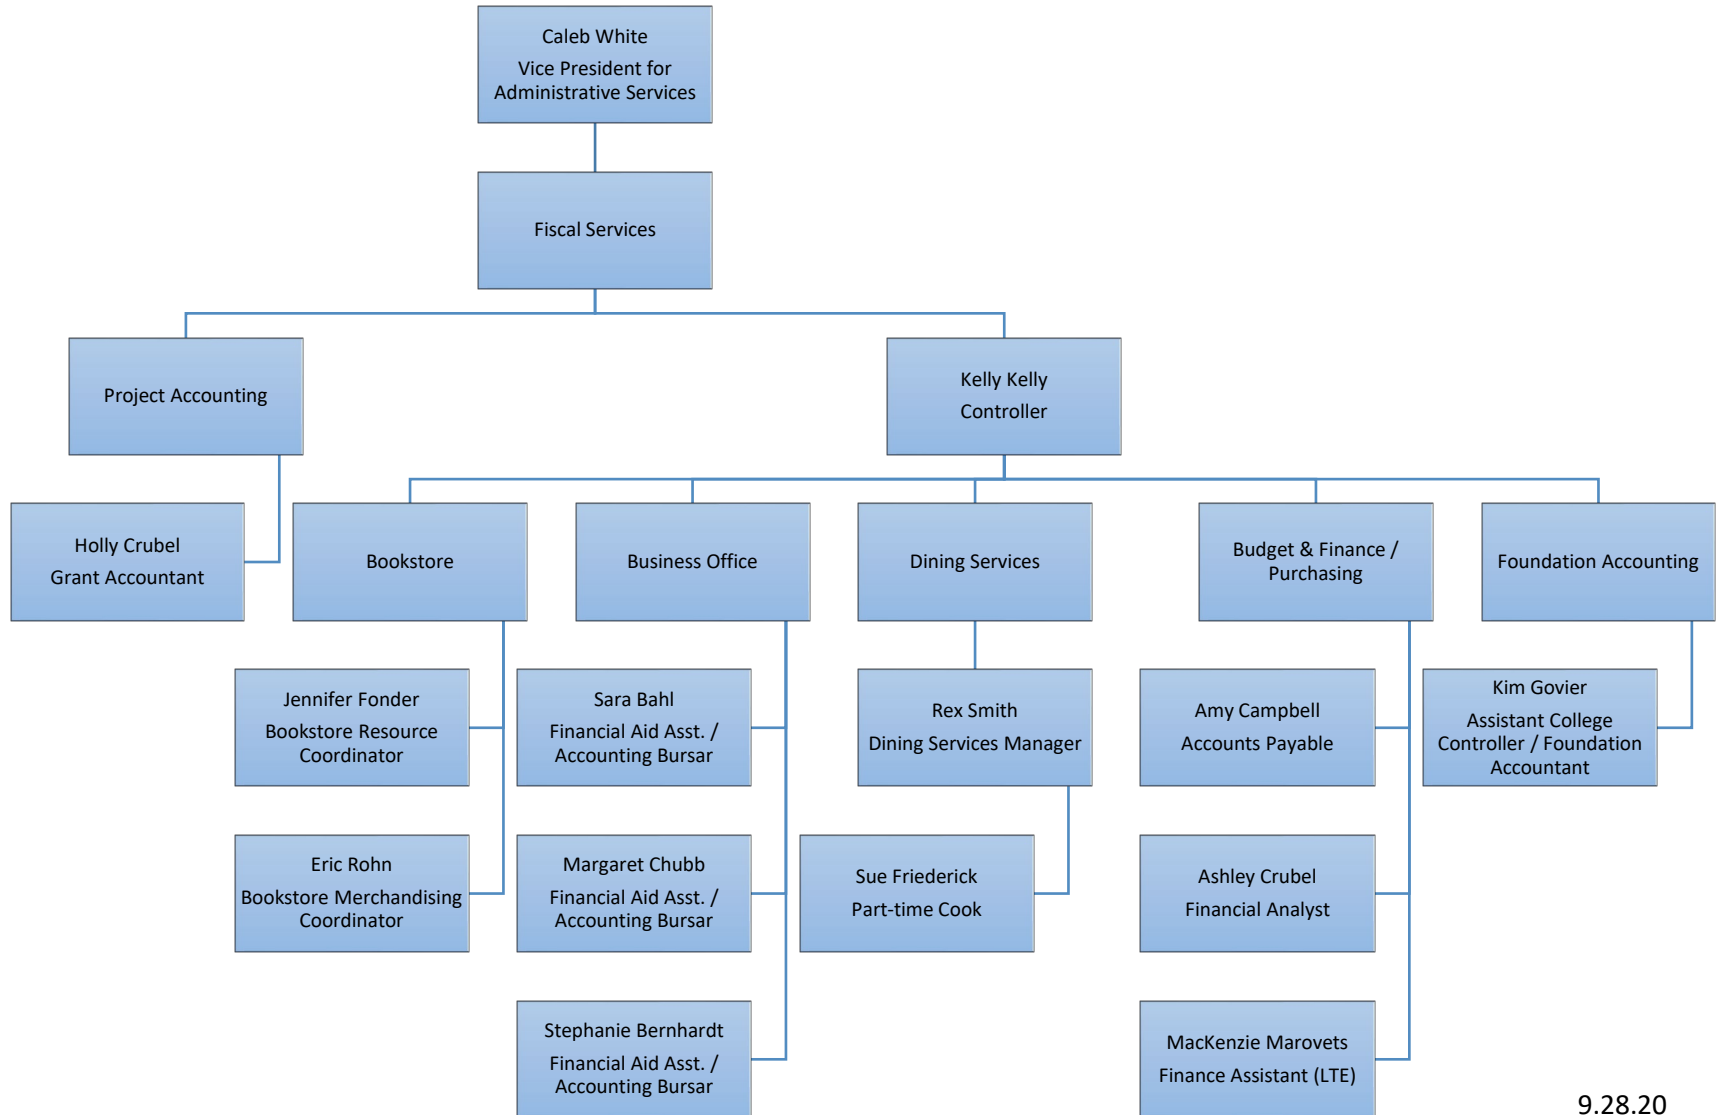 Caleb White
Vice President for
Administrative Services
Fiscal Services
Project Accounting
Kelly Kelly
Controller
Holly Crubel
Grant Accountant
Bookstore
Business Office
Dining Services
Budget & Finance /
Purchasing
Foundation Accounting
Jennifer Fonder
Bookstore Resource
Coordinator
Sara Bahl
Financial Aid Asst. /
Accounting Bursar
Rex Smith
Dining Services Manager
Amy Campbell
Accounts Payable
Kim Govier
Assistant College
Controller / Foundation
Accountant
Eric Rohn
Bookstore Merchandising
Coordinator
Margaret Chubb
Financial Aid Asst. /
Accounting Bursar
Sue Friederick
Part-time Cook
Ashley Crubel
Financial Analyst
Stephanie Bernhardt
Financial Aid Asst. /
Accounting Bursar
MacKenzie Marovets
Finance Assistant (LTE)
9.28.20